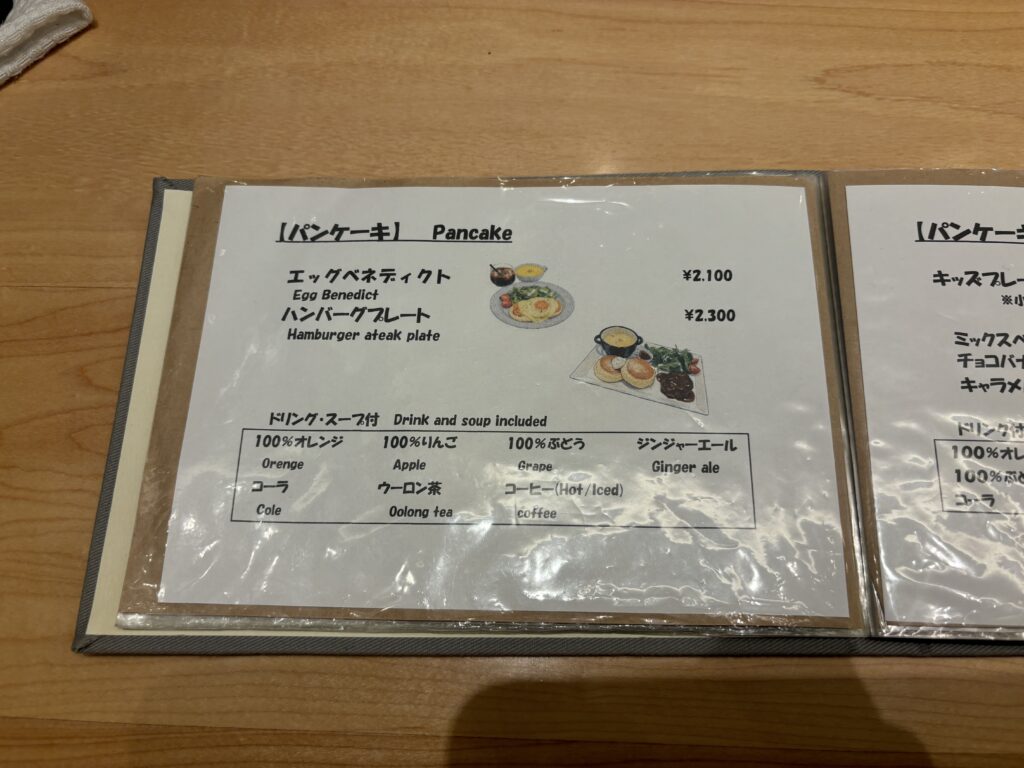 【パンケーキ】 Pancake
エッグベネディクト ¥2.100
Egg Benedict
ハンバーグプレート ¥2.300
Hamburger ateak plate
ドリング・スープ付 Drink and soup included
100%オレンジ 100%りんご 100%ぶどう ジンジャーエール
Orenge Apple Grape Ginger ale
コーラ ウーロン茶 コーヒー(Hot/Iced)
Cole Oolong tea coffee
【パンケーキ
キッズプレー
※小
ミックスベ
チョコバナ
キャラメ
ドリンク付
100%オレ
100%ぶど
コーラ